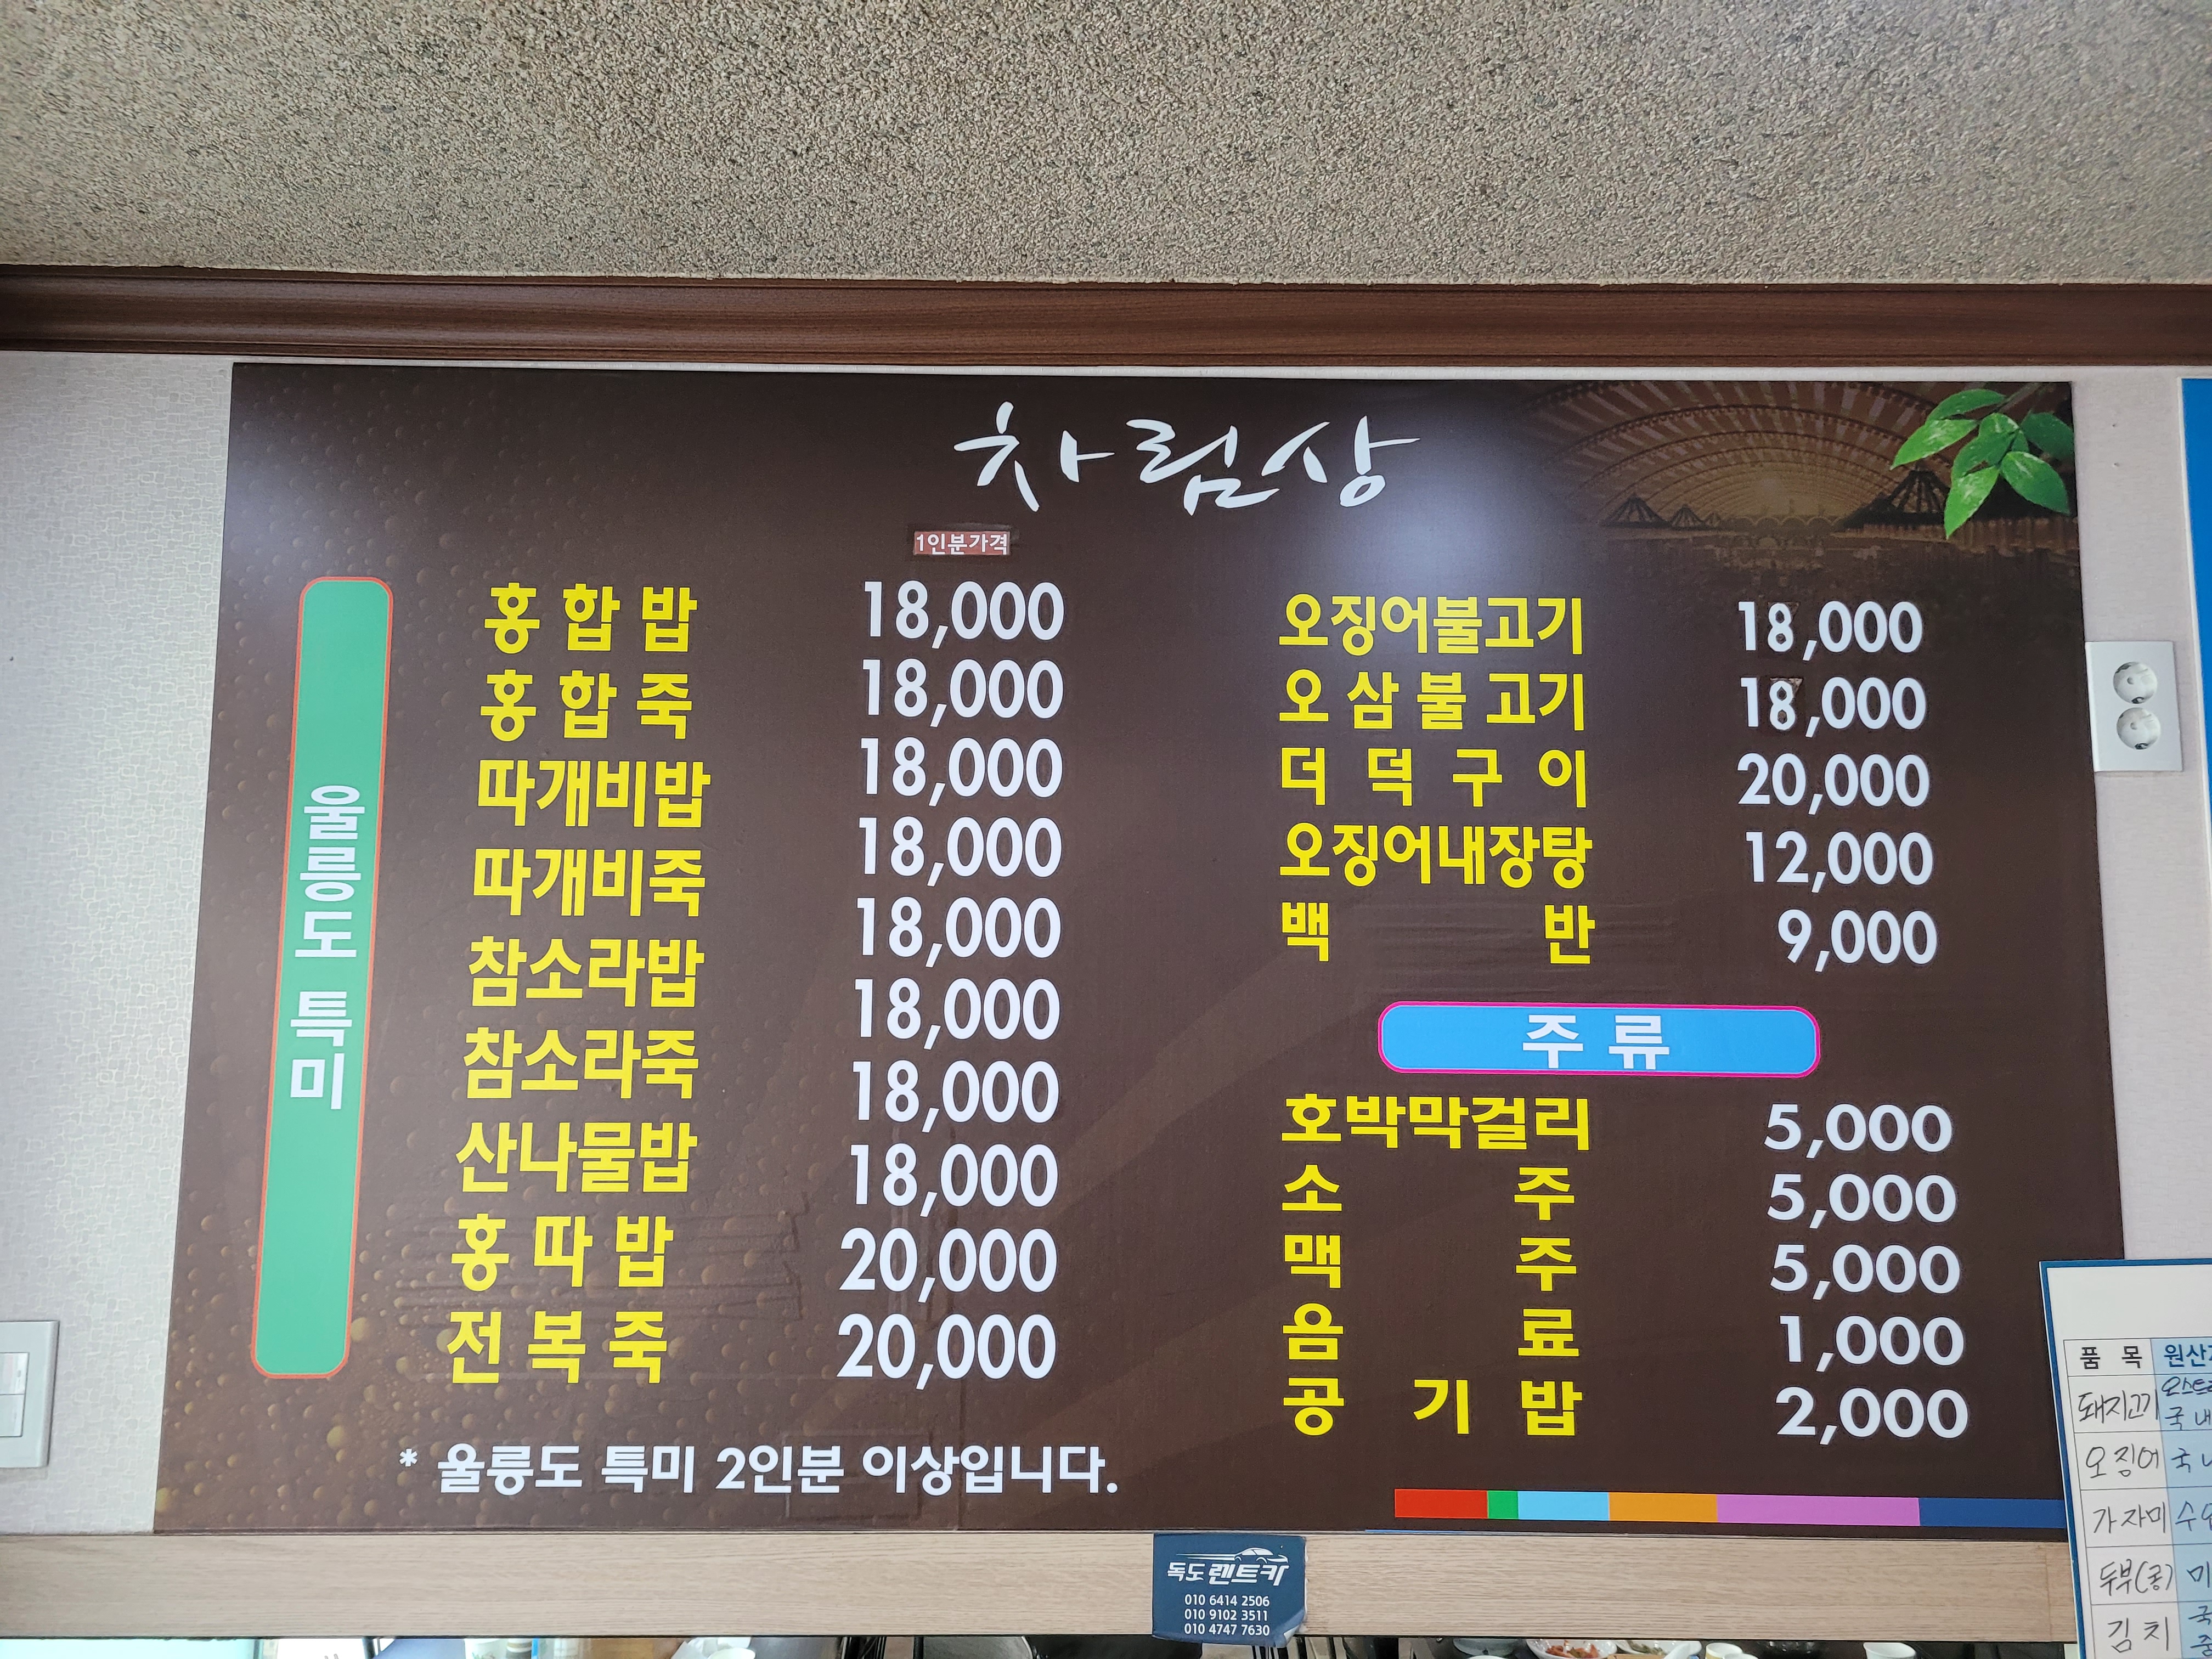 차림상
1인분가격
울릉도 특미
홍합밥 18,000
홍합죽 18,000
따개비밥 18,000
따개비죽 18,000
참소라밥 18,000
참소라죽 18,000
산나물밥 18,000
18,000
홍따밥 20,000
전복죽 20,000
* 울릉도 특미 2인분 이상입니다.
오징어불고기 18,000
오삼불고기 18,000
더덕구이 20,000
오징어내장탕 12,000
백반 9,000
주류
호박막걸리 5,000
소주 5,000
맥주 5,000
음료 1,000
공기밥 2,000
독도렌트카
010 6414 2506
010 9102 3511
010 4747 7630
품목
돼지고기
국내
오징어
가자미
두부(콩)
김치